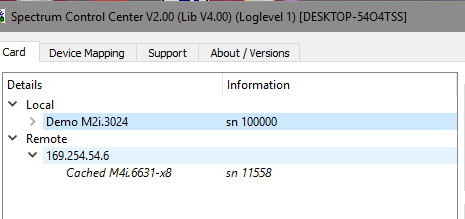 Spectrum Control Center V2.00 (Lib V4.00) (Loglevel 1) [DESKTOP-54O4TSS]
Card Device Mapping Support About / Versions
Details Information
Local
Demo M2i.3024 sn 100000
Remote
169.254.54.6
Cached M4i.6631-x8 sn 11558